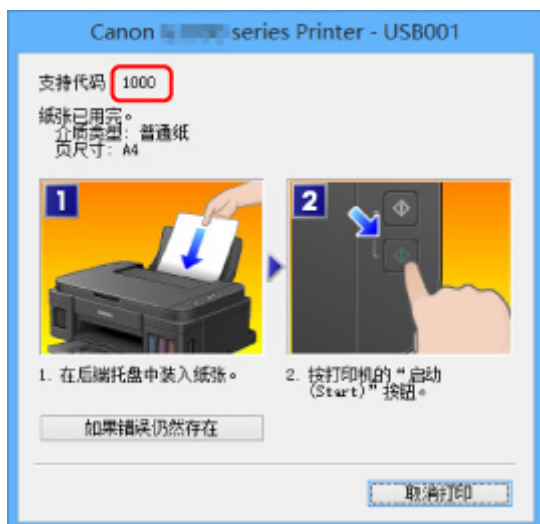 Canon series Printer - USB001
支持代码 1000
纸张已用完。
介质类型: 普通纸
页尺寸: A4
1
2
1. 在后端托盘中装入纸张。
2. 按打印机的“启动
(Start)”按钮。
如果错误仍然存在
取消打印